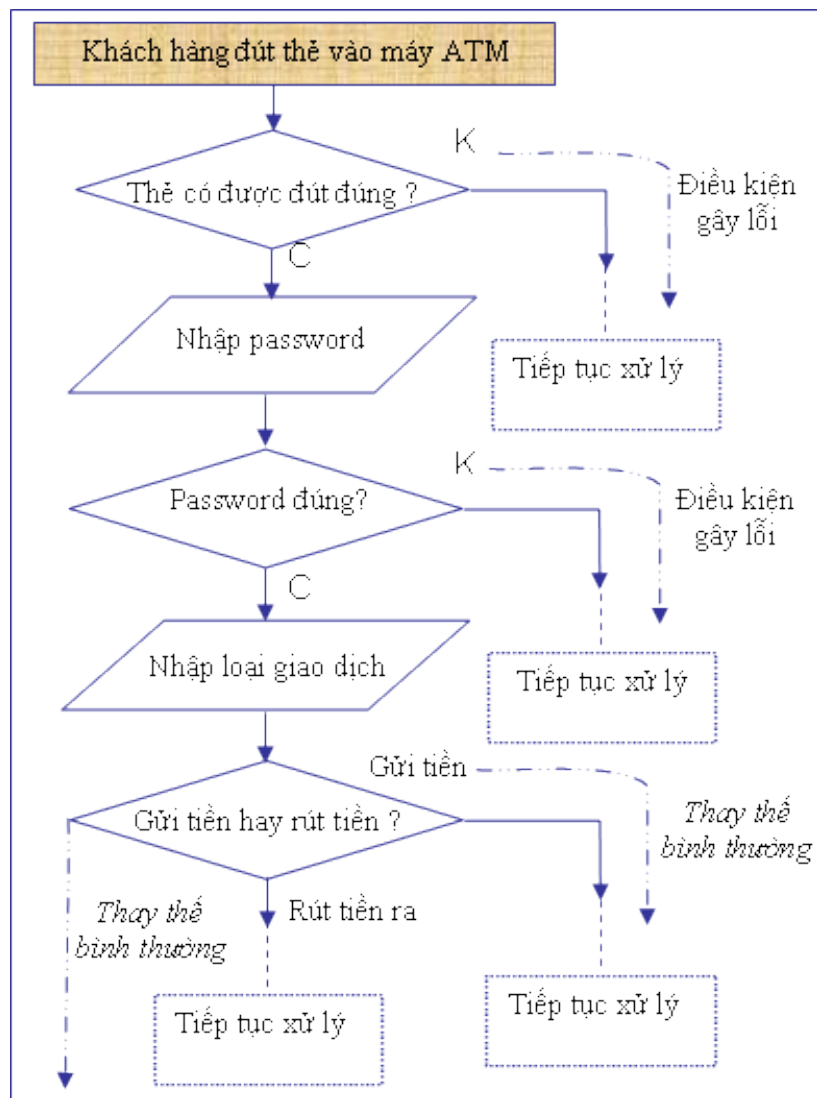 Khách hàng đút thẻ vào máy ATM
K
Thẻ có được đút đúng ?
Điều kiện
gây lỗi
C
Nhập password
Tiếp tục xử lý
K
Password đúng?
Điều kiện
gây lỗi
C
Nhập loại giao dịch
Tiếp tục xử lý
Gửi tiền
Gửi tiền hay rút tiền ?
Thay thế
bình thường
Thay thế
bình thường
Rút tiền ra
Tiếp tục xử lý
Tiếp tục xử lý